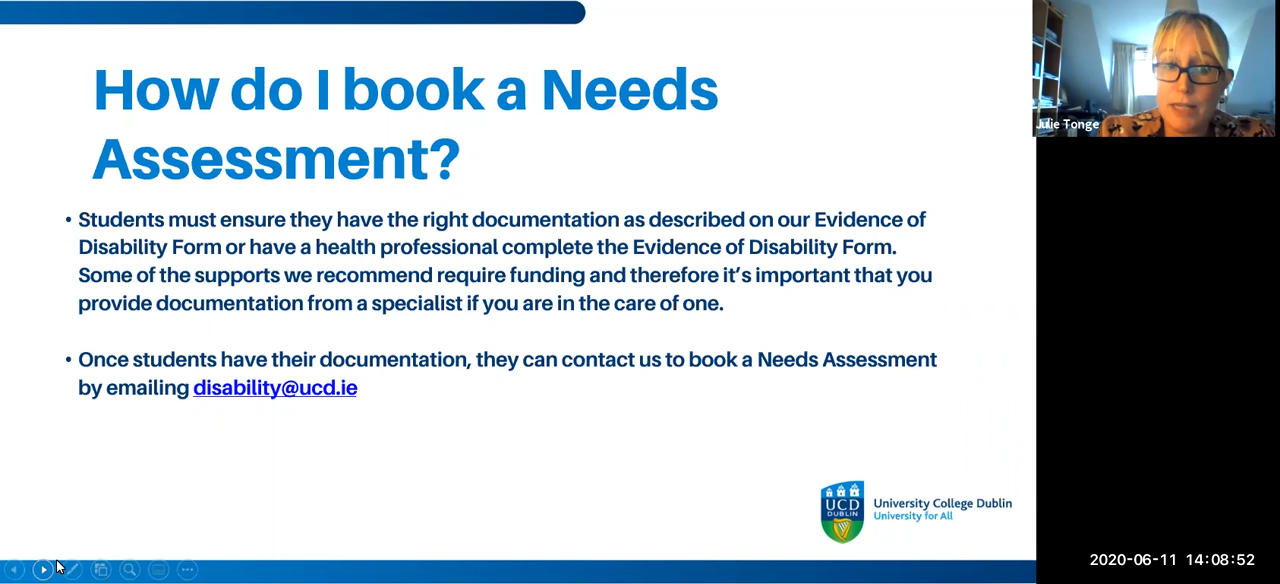 How do I book a Needs
Assessment?
• Students must ensure they have the right documentation as described on our Evidence of
Disability Form or have a health professional complete the Evidence of Disability Form.
Some of the supports we recommend require funding and therefore it's important that you
provide documentation from a specialist if you are in the care of one.
• Once students have their documentation, they can contact us to book a Needs Assessment
by emailing disability@ucd.ie
UCD
DUBLIN
University College Dublin
University for All
Julie Tonge
2020-06-11 14:08:52